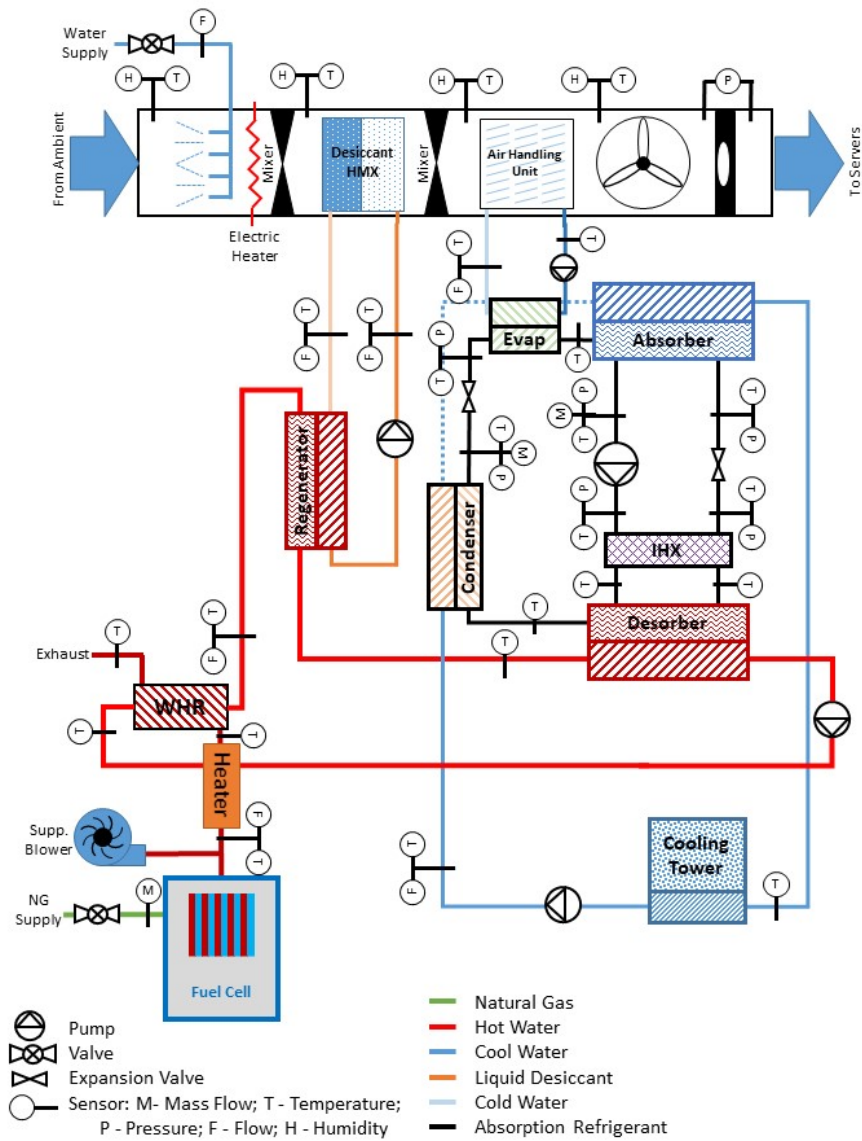 Water
Supply
F
H
T
H
T
H
T
H
T
P
From Ambient
Mixer
Desiccant
HMX
Mixer
Air Handling
Unit
To Servers
Electric
Heater
T
F
T
T
F
T
F
P
T
Evap
T
Absorber
P
M
T
T
P
T
M
P
Regenerator
Condenser
P
T
T
P
IHX
T
T
T
Desorber
T
T
F
Exhaust
T
WHR
T
T
Heater
F
T
Supp.
Blower
NG
Supply
M
Fuel Cell
T
F
Cooling
Tower
T
Pump
Valve
Expansion Valve
Sensor: M- Mass Flow; T - Temperature;
P - Pressure; F - Flow; H - Humidity
Natural Gas
Hot Water
Cool Water
Liquid Desiccant
Cold Water
Absorption Refrigerant